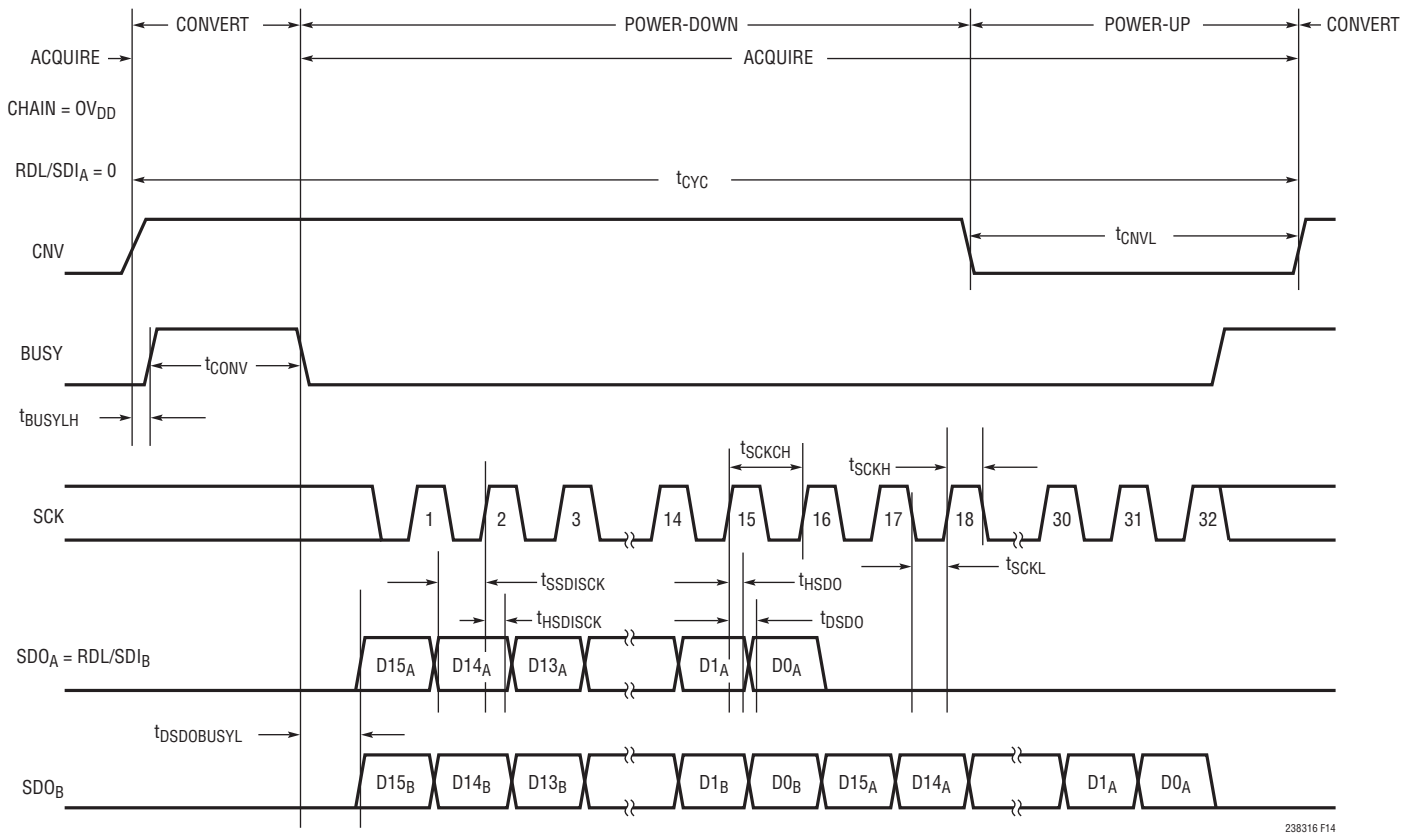 CONVERT POWER-DOWN POWER-UP CONVERT
ACQUIRE ACQUIRE
CHAIN = OVDD
RDL/SDIA = 0
tCYC
CNV
tCNVL
BUSY
tCONV
tBUSYLH
tSCKCH
tSCKH
SCK
1 2 3 14 15 16 17 18 30 31 32
tSSDISCK tHSDO tSCKL
tHSDISCK tDSDO
SDOA = RDL/SDIB
D15A D14A D13A D1A D0A
tDSDOBUSYL
SDOB
D15B D14B D13B D1B D0B D15A D14A D1A D0A
238316 F14